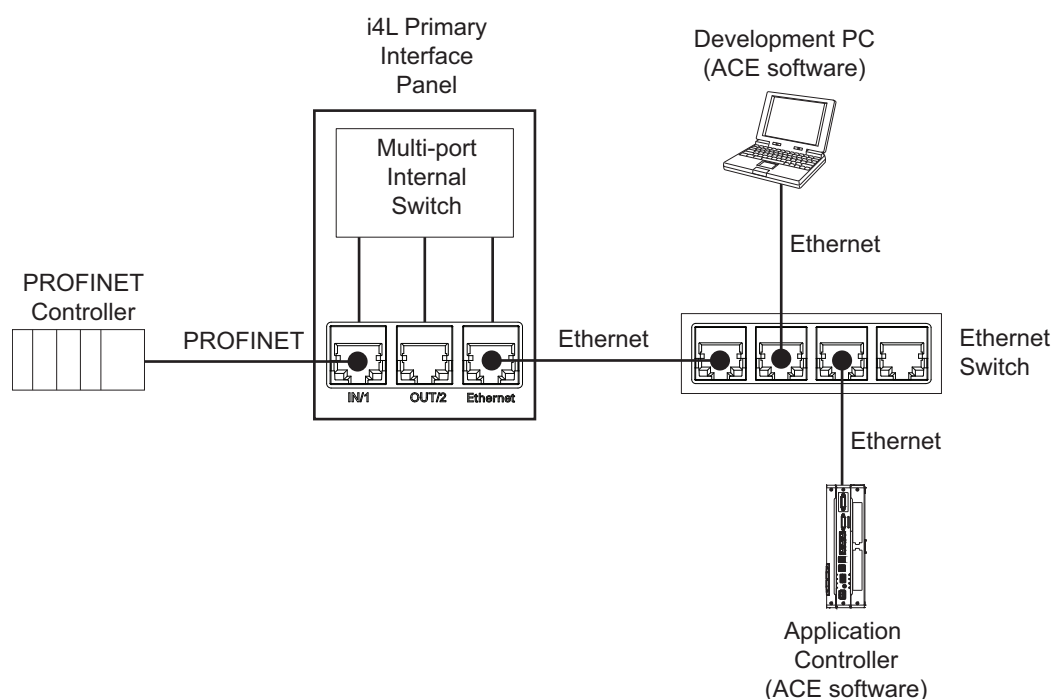 i4L Primary
Interface
Panel
Development PC
(ACE software)
Multi-port
Internal
Switch
Ethernet
PROFINET
Controller
PROFINET
Ethernet
Ethernet
Switch
IN/1
OUT/2
Ethernet
Ethernet
Application
Controller
(ACE software)